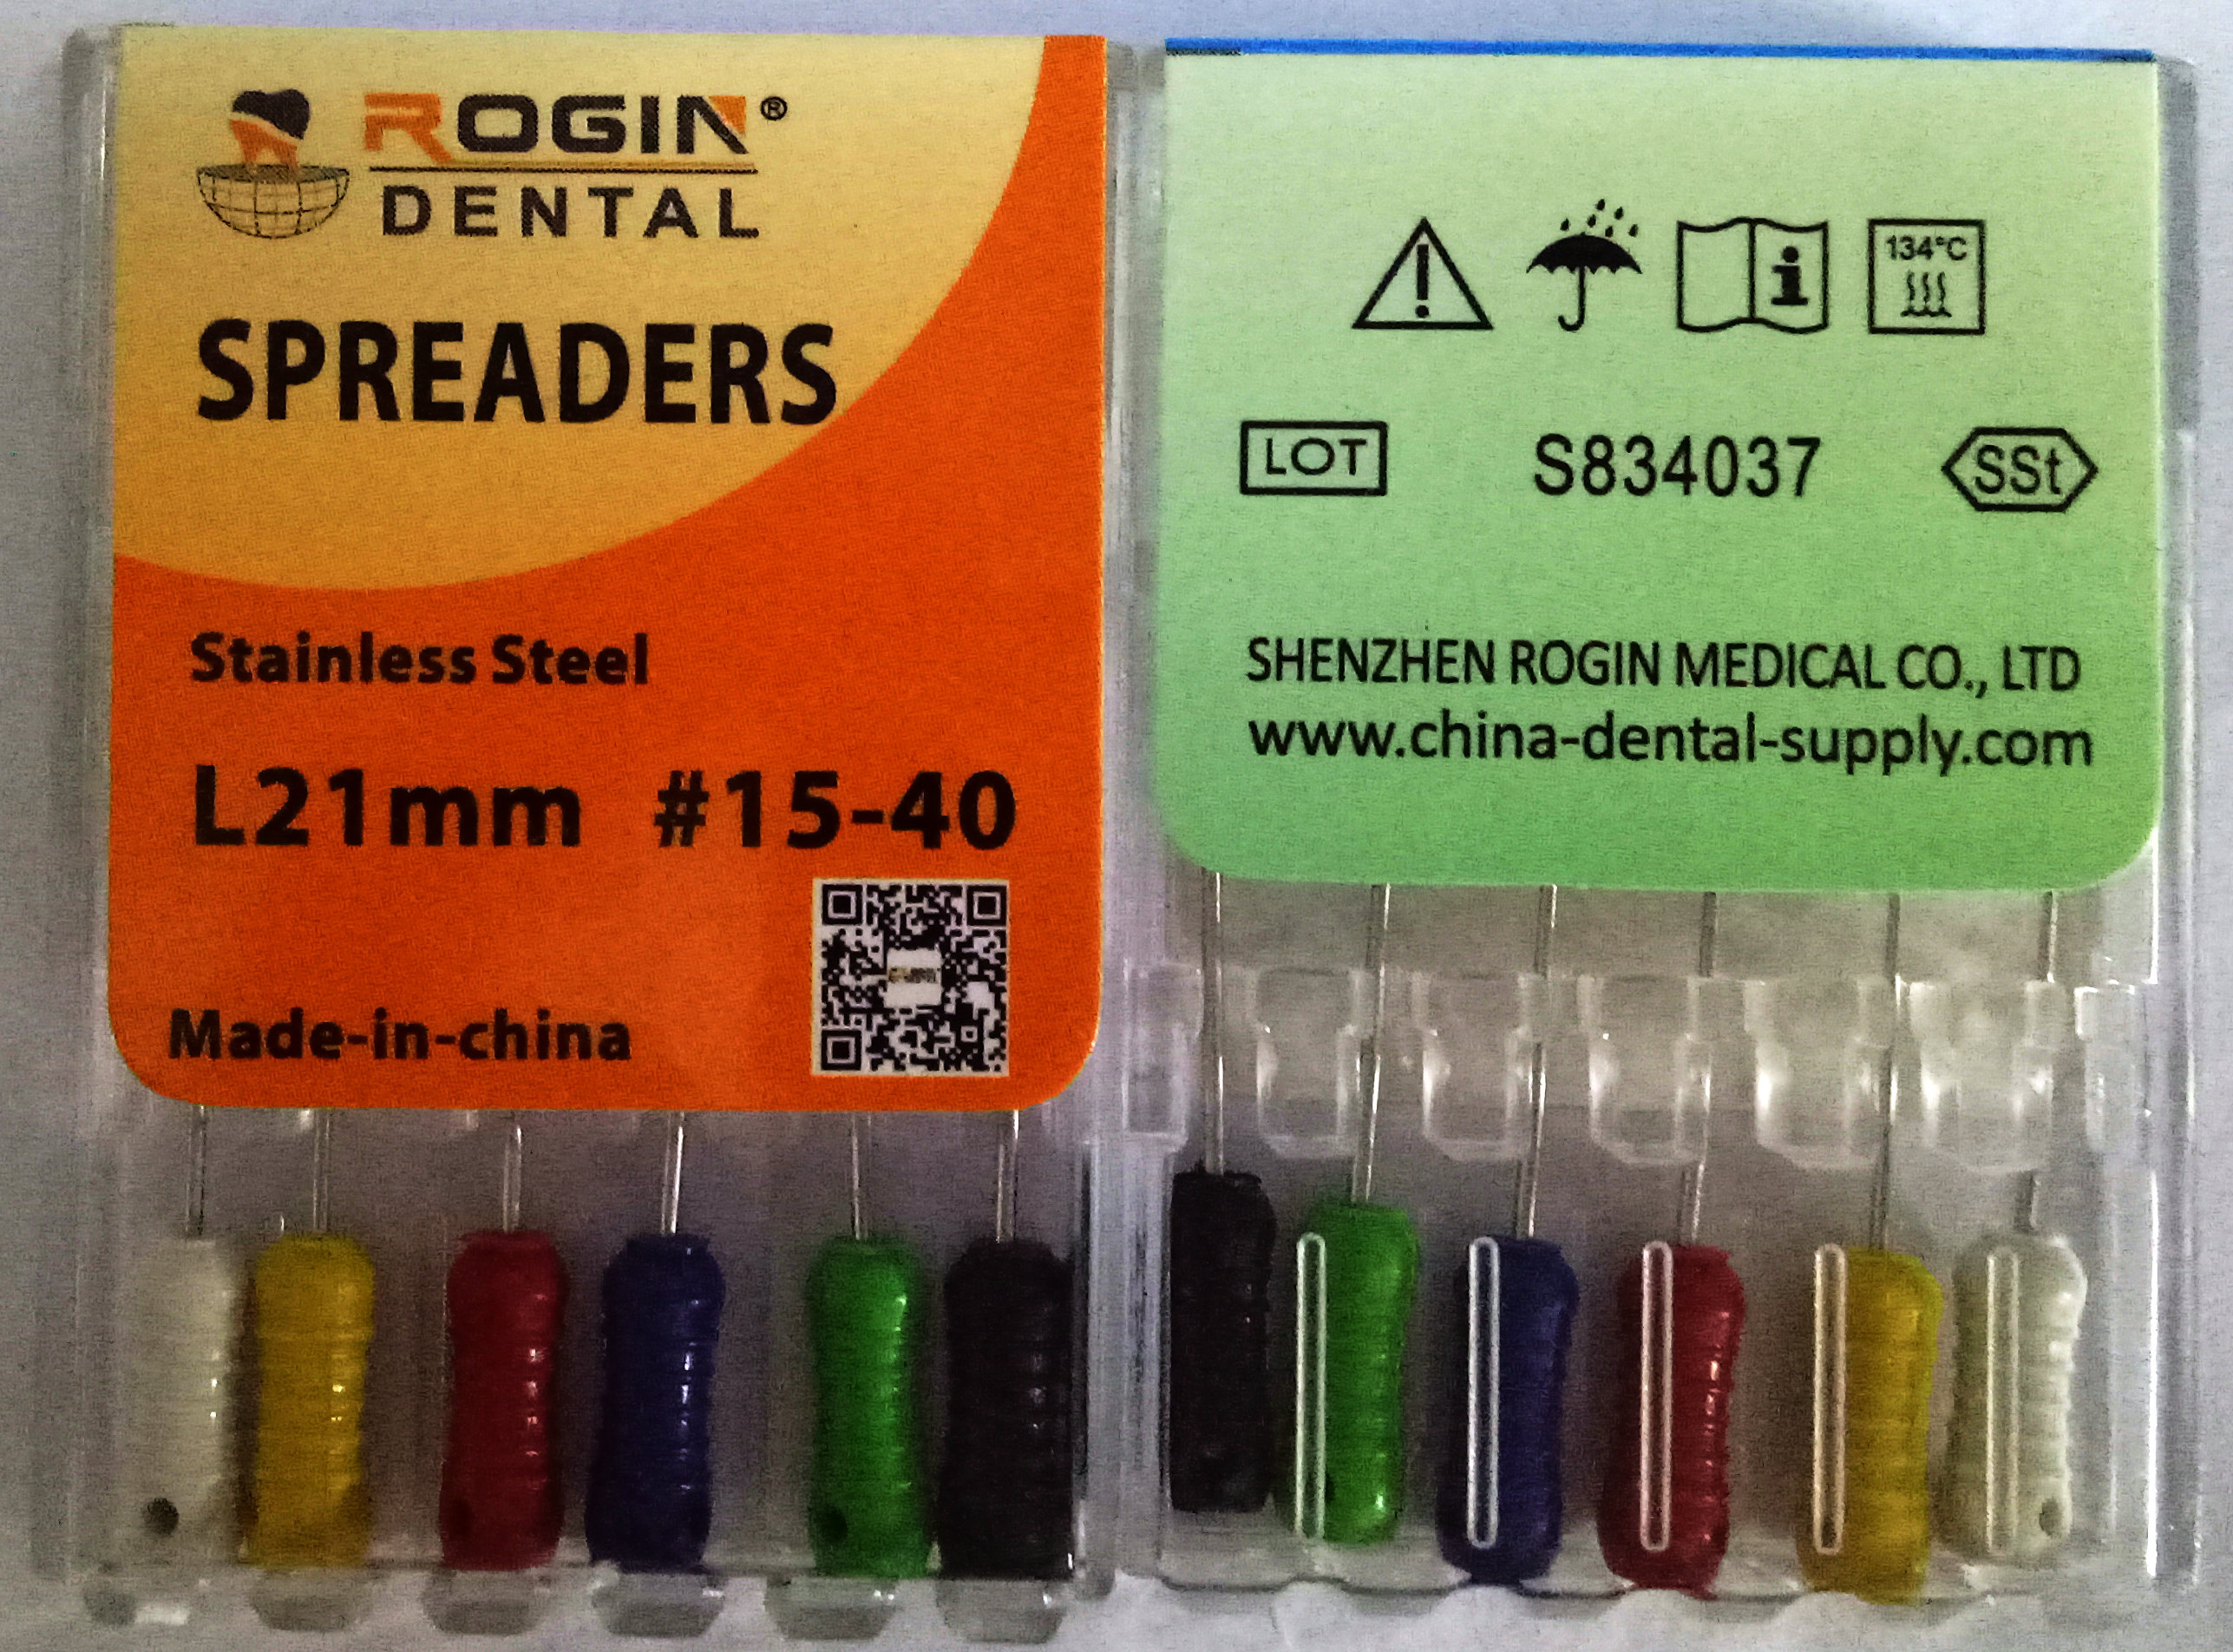 ROGIN®
DENTAL
SPREADERS
Stainless Steel
L21mm #15-40
Made-in-china
134°C
LOT S834037 SSt
SHENZHEN ROGIN MEDICAL CO., LTD
www.china-dental-supply.com